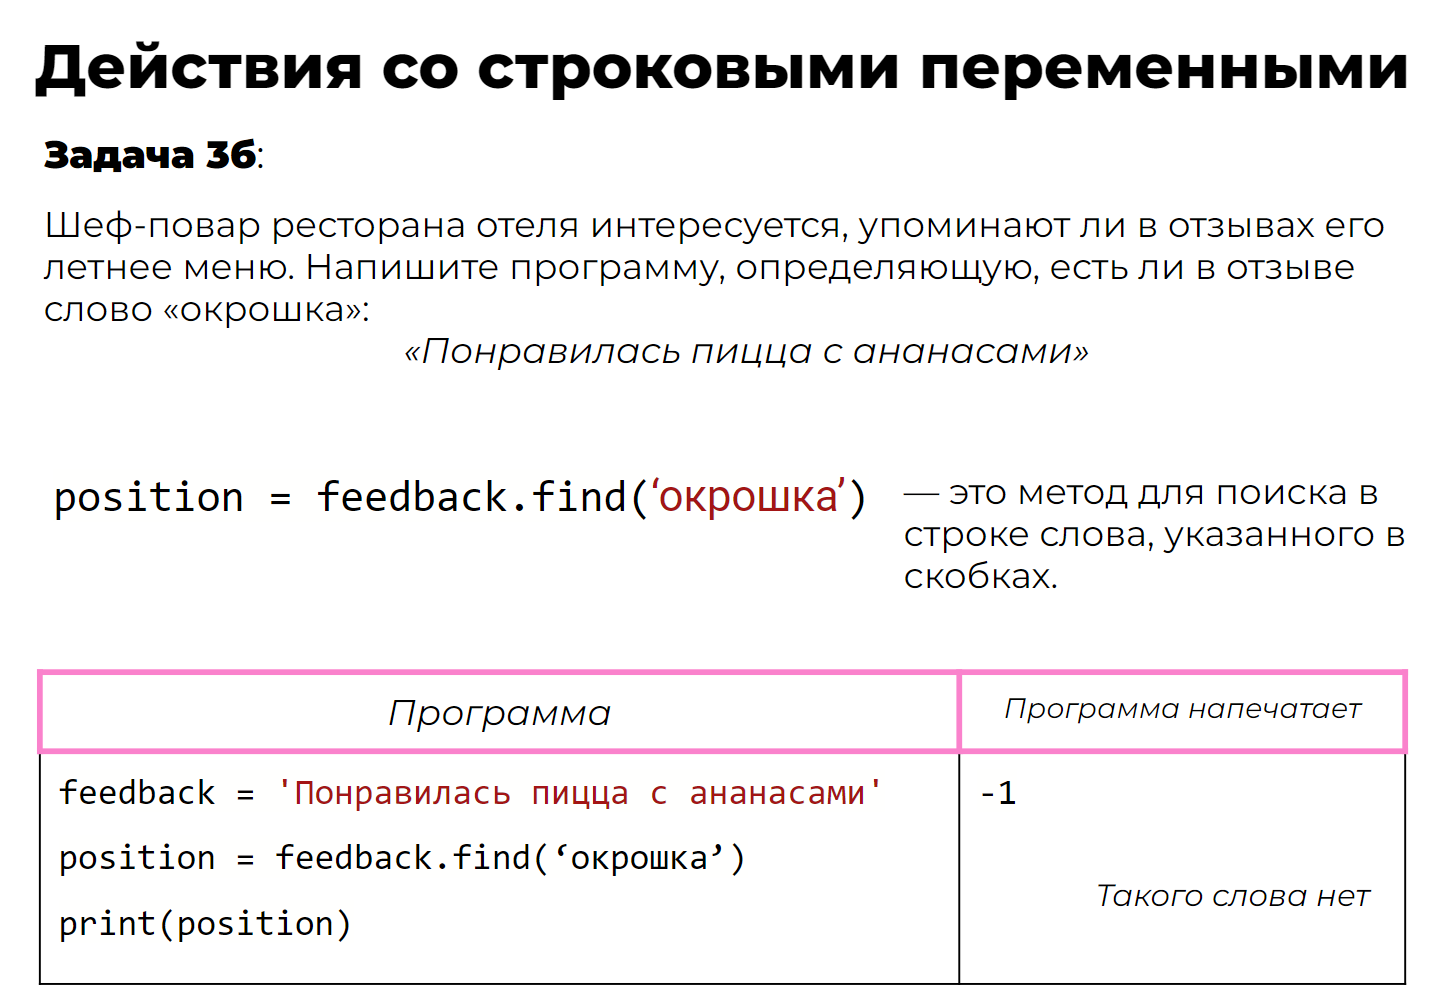 Действия со строковыми переменными
Задача 3б:
Шеф-повар ресторана отеля интересуется, упоминают ли в отзывах его
летнее меню. Напишите программу, определяющую, есть ли в отзыве
слово «окрошка»:
«Понравилась пицца с ананасами»
position = feedback.find(‘окрошка’)
— это метод для поиска в
строке слова, указанного в
скобках.
Программа
Программа напечатает
feedback = 'Понравилась пицца с ананасами'
position = feedback.find(‘окрошка’)
print(position)
-1
Такого слова нет